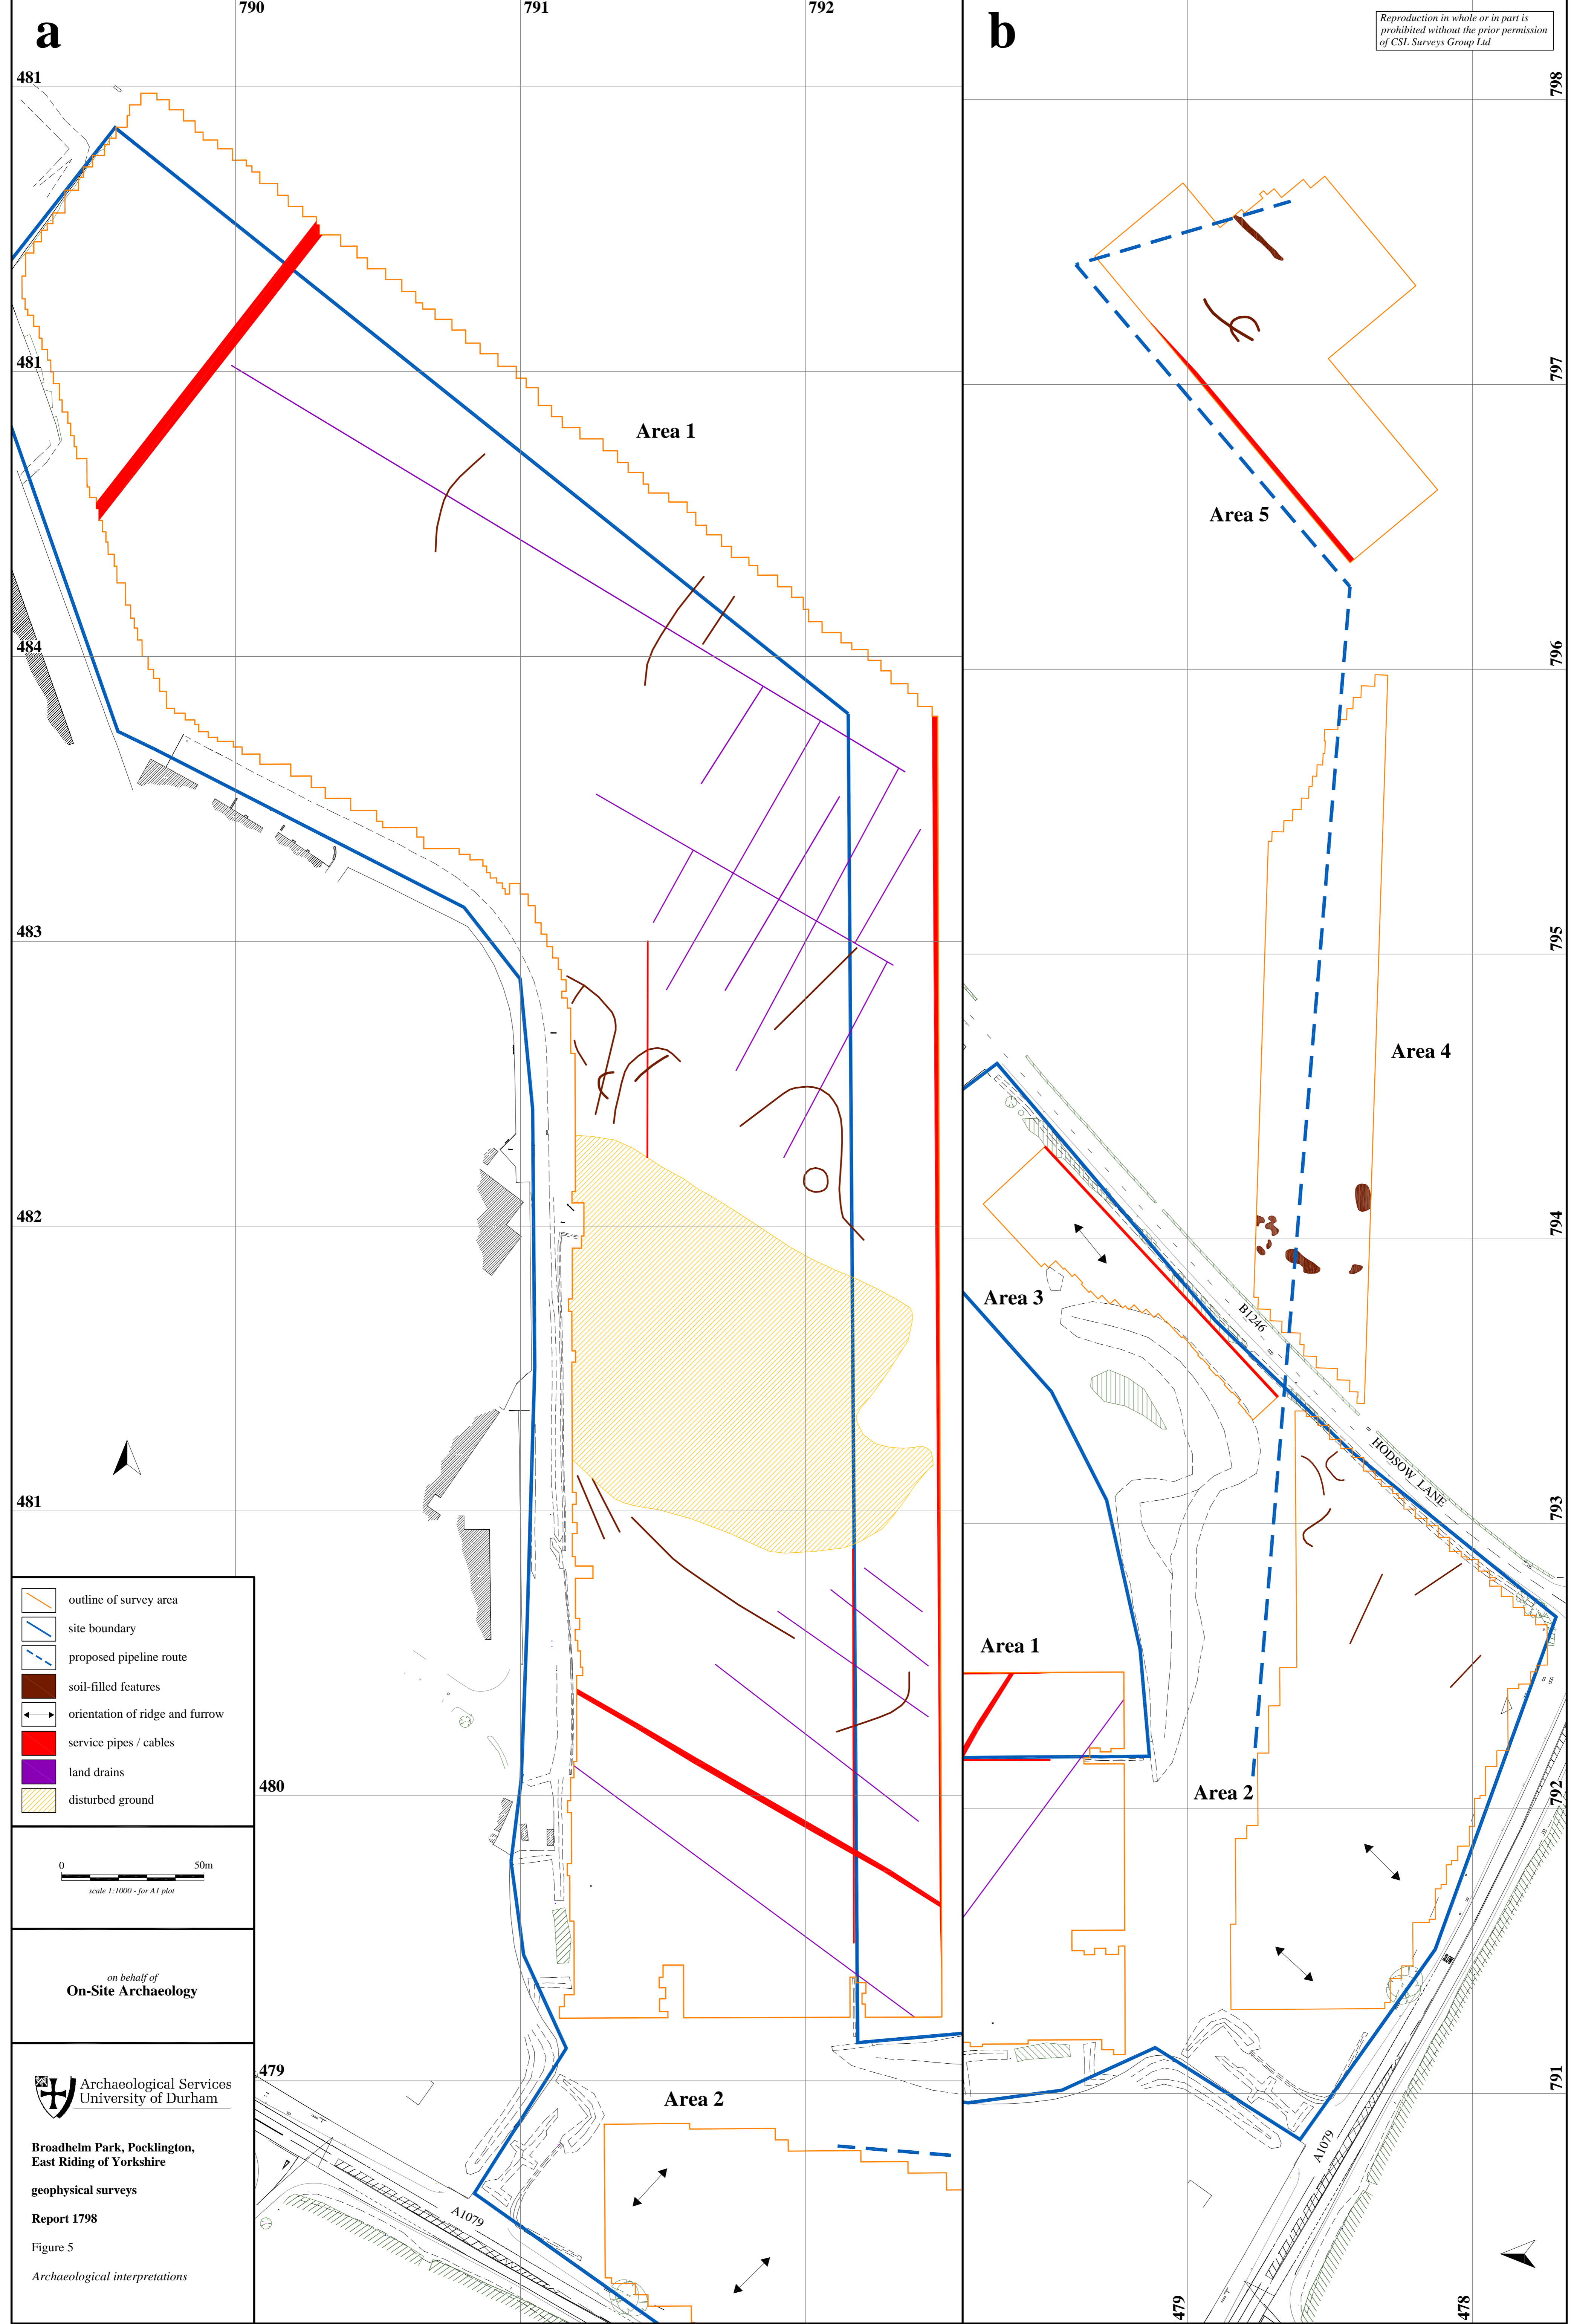 790
791
792
a
b
Reproduction in whole or in part is
prohibited without the prior permission
of CSL Surveys Group Ltd
481
798
481
Area 1
797
Area 5
484
796
483
795
Area 4
482
794
Area 3
B1246
HODSOW LANE
481
793
Area 1
outline of survey area
site boundary
proposed pipeline route
soil-filled features
orientation of ridge and furrow
service pipes / cables
land drains
disturbed ground
480
Area 2
792
0 50m
scale 1:1000 - for A1 plot
on behalf of
On-Site Archaeology
479
791
Area 2
Archaeological Services
University of Durham
A1079
A1079
Broadhelm Park, Pocklington,
East Riding of Yorkshire
geophysical surveys
Report 1798
Figure 5
Archaeological interpretations
479
478